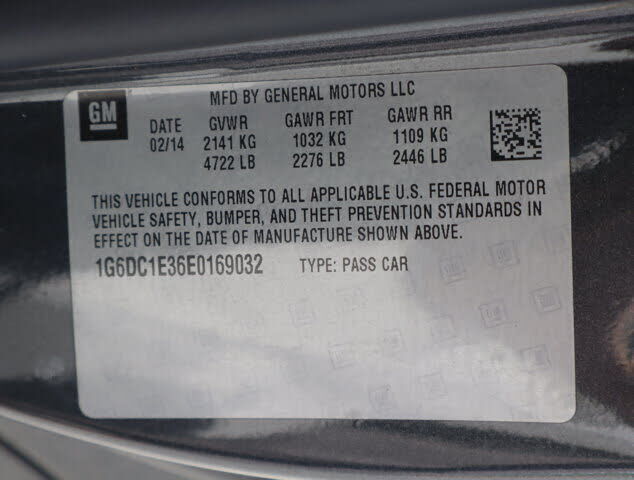 GM
MFD BY GENERAL MOTORS LLC
DATE GVWR GAWR FRT GAWR RR
02/14 2141 KG 1032 KG 1109 KG
4722 LB 2276 LB 2446 LB
THIS VEHICLE CONFORMS TO ALL APPLICABLE U.S. FEDERAL MOTOR
VEHICLE SAFETY, BUMPER, AND THEFT PREVENTION STANDARDS IN
EFFECT ON THE DATE OF MANUFACTURE SHOWN ABOVE.
1G6DC1E36E0169032 TYPE: PASS CAR